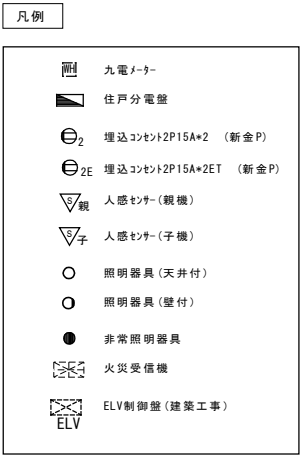 凡例
WH 九電ﾒｰﾀｰ
住戸分電盤
2 埋込ｺﾝｾﾝﾄ2P15A*2 (新金P)
2E 埋込ｺﾝｾﾝﾄ2P15A*2ET (新金P)
S 親 人感ｾﾝｻｰ(親機)
S 子 人感ｾﾝｻｰ(子機)
照明器具(天井付)
照明器具(壁付)
非常照明器具
火災受信機
ELV制御盤(建築工事)
ELV